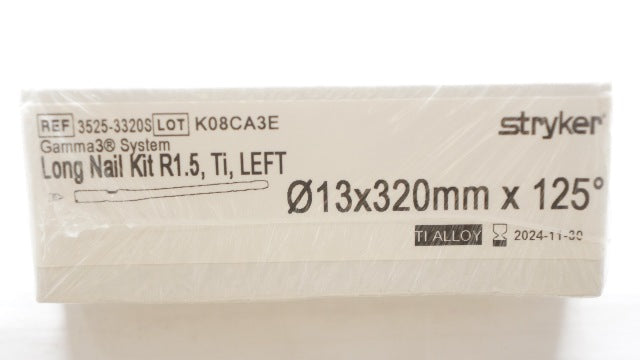 REF 3525-3320S LOT K08CA3E
stryker
Gamma3® System
Long Nail Kit R1.5, Ti, LEFT
Ø13x320mm x 125°
TI ALLOY 2024-11-30